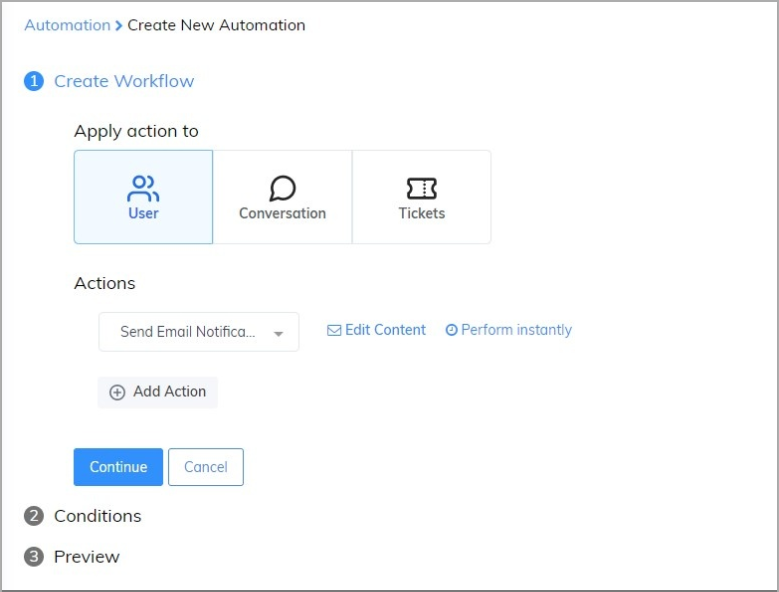 Automation > Create New Automation
1 Create Workflow
Apply action to
User Conversation Tickets
Actions
Send Email Notifica... Edit Content Perform instantly
Add Action
Continue Cancel
2 Conditions
3 Preview